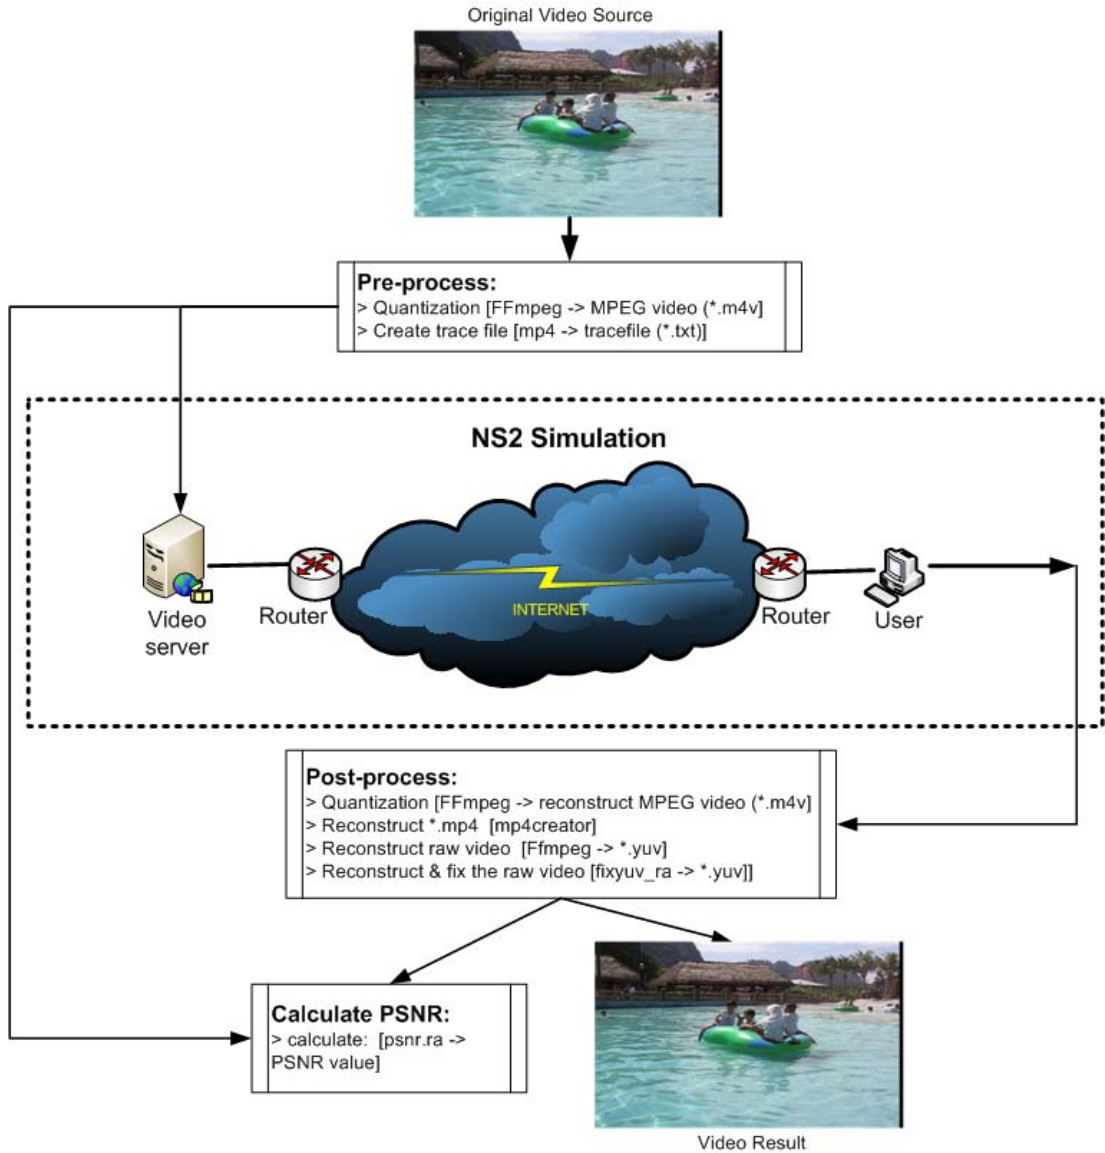 Original Video Source
Pre-process:
> Quantization [FFmpeg -> MPEG video (*.m4v]
> Create trace file [mp4 -> tracefile (*.txt)]
NS2 Simulation
INTERNET
Video
server
Router
Router
User
Post-process:
> Quantization [FFmpeg -> reconstruct MPEG video (*.m4v]
> Reconstruct *.mp4 [mp4creator]
> Reconstruct raw video [Ffmpeg -> *.yuv]
> Reconstruct & fix the raw video [fixyuv_ra -> *.yuv]]
Calculate PSNR:
> calculate: [psnr.ra ->
PSNR value]
Video Result